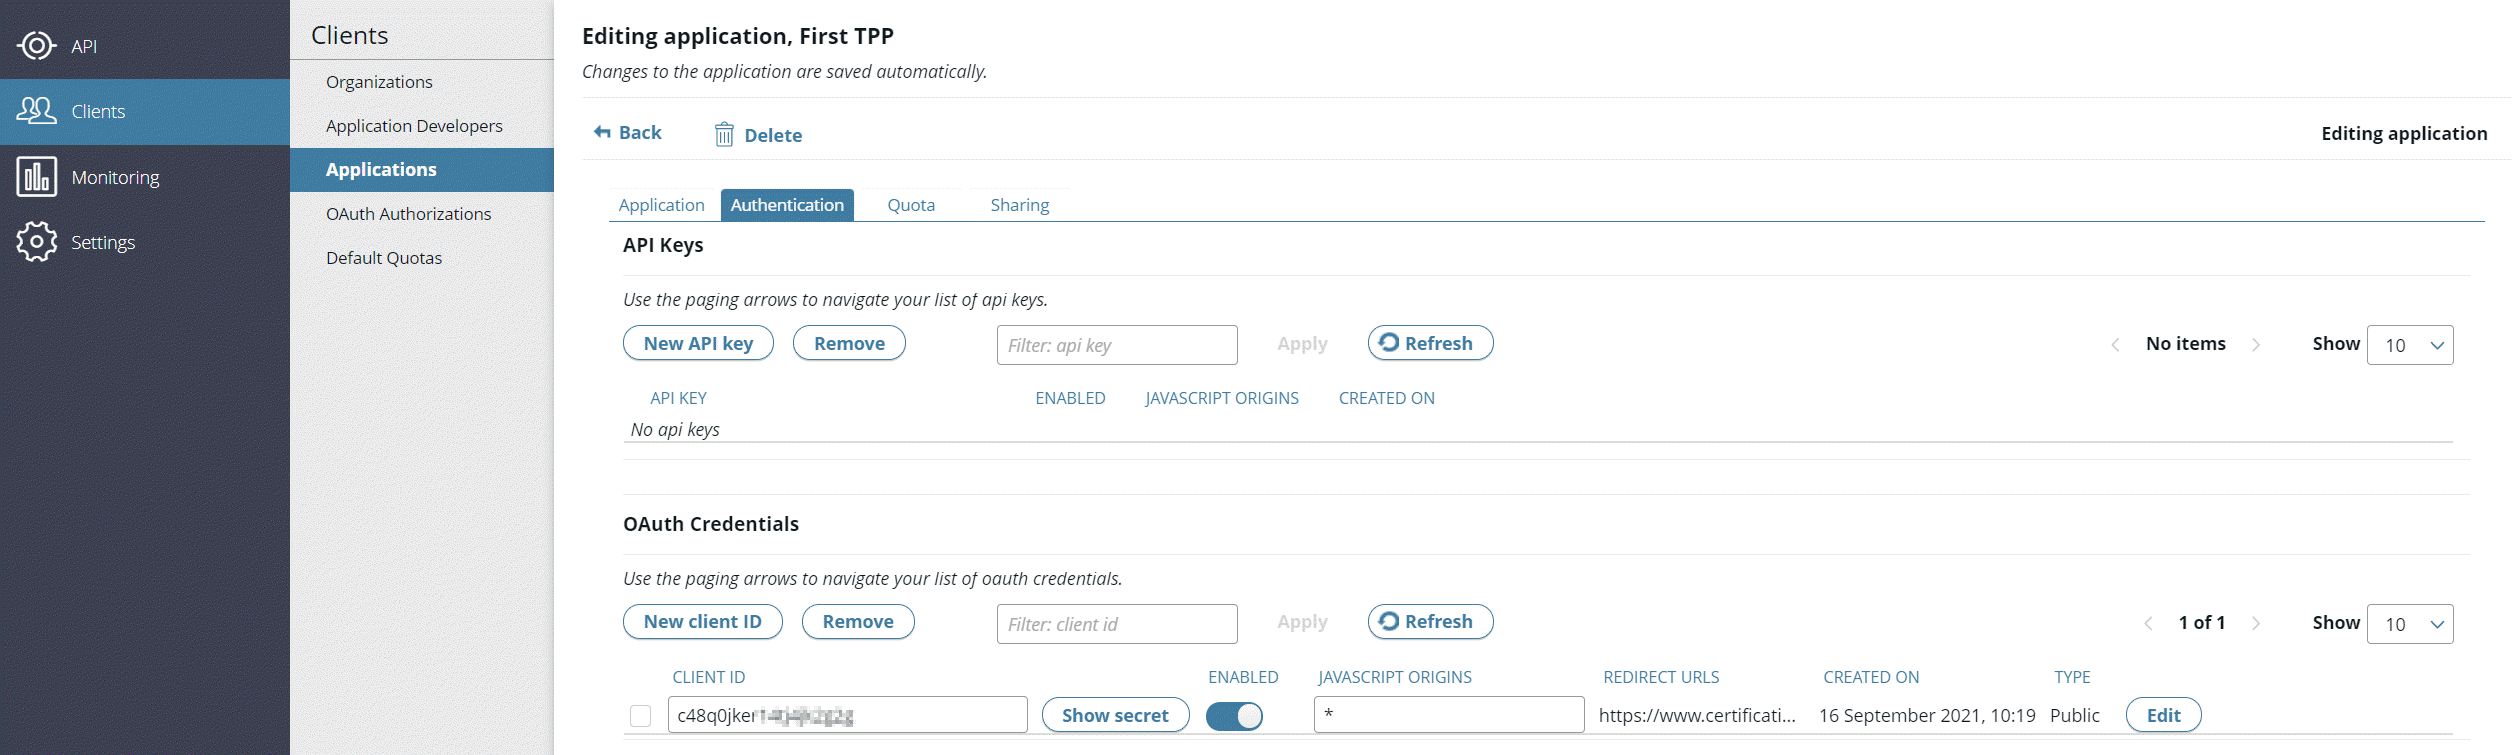 API
Clients
Monitoring
Settings
Clients
Organizations
Application Developers
Applications
OAuth Authorizations
Default Quotas
Editing application, First TPP
Changes to the application are saved automatically.
Back Delete Editing application
Application Authentication Quota Sharing
API Keys
Use the paging arrows to navigate your list of api keys.
New API key Remove Filter: api key Apply Refresh No items Show 10
API KEY ENABLED JAVASCRIPT ORIGINS CREATED ON
No api keys
OAuth Credentials
Use the paging arrows to navigate your list of oauth credentials.
New client ID Remove Filter: client id Apply Refresh 1 of 1 Show 10
CLIENT ID ENABLED JAVASCRIPT ORIGINS REDIRECT URLS CREATED ON TYPE
Show secret * https://www.certificati... 16 September 2021, 10:19 Public Edit